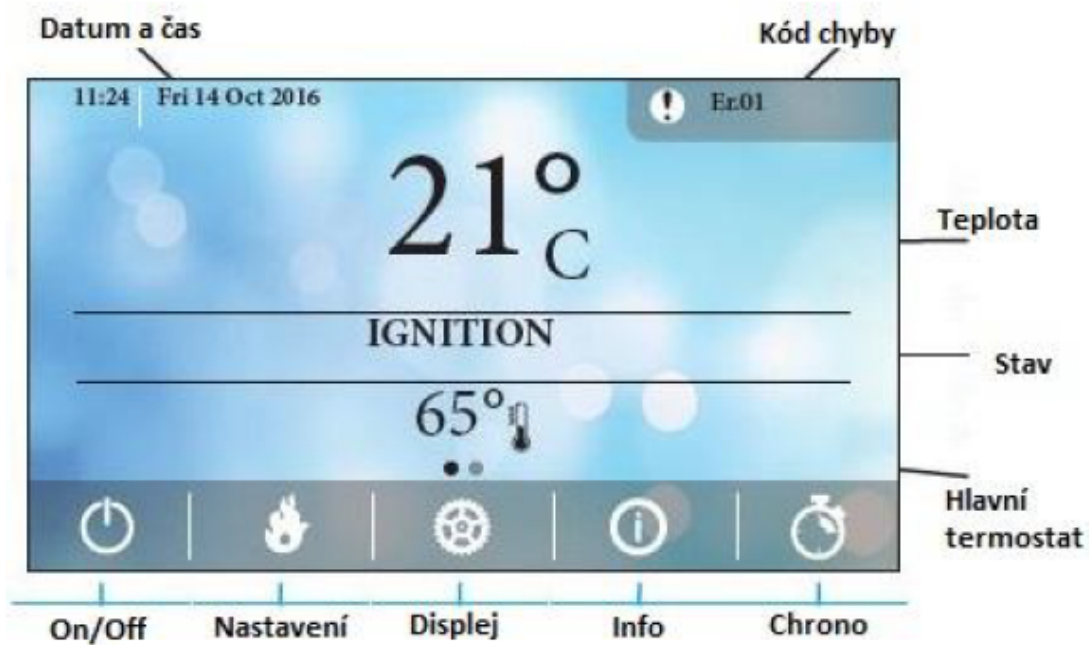 Datum a čas
Kód chyby
11:24 Fri 14 Oct 2016
Er.01
21°C
Teplota
IGNITION
Stav
65°
Hlavní
termostat
On/Off Nastavení Displej Info Chrono